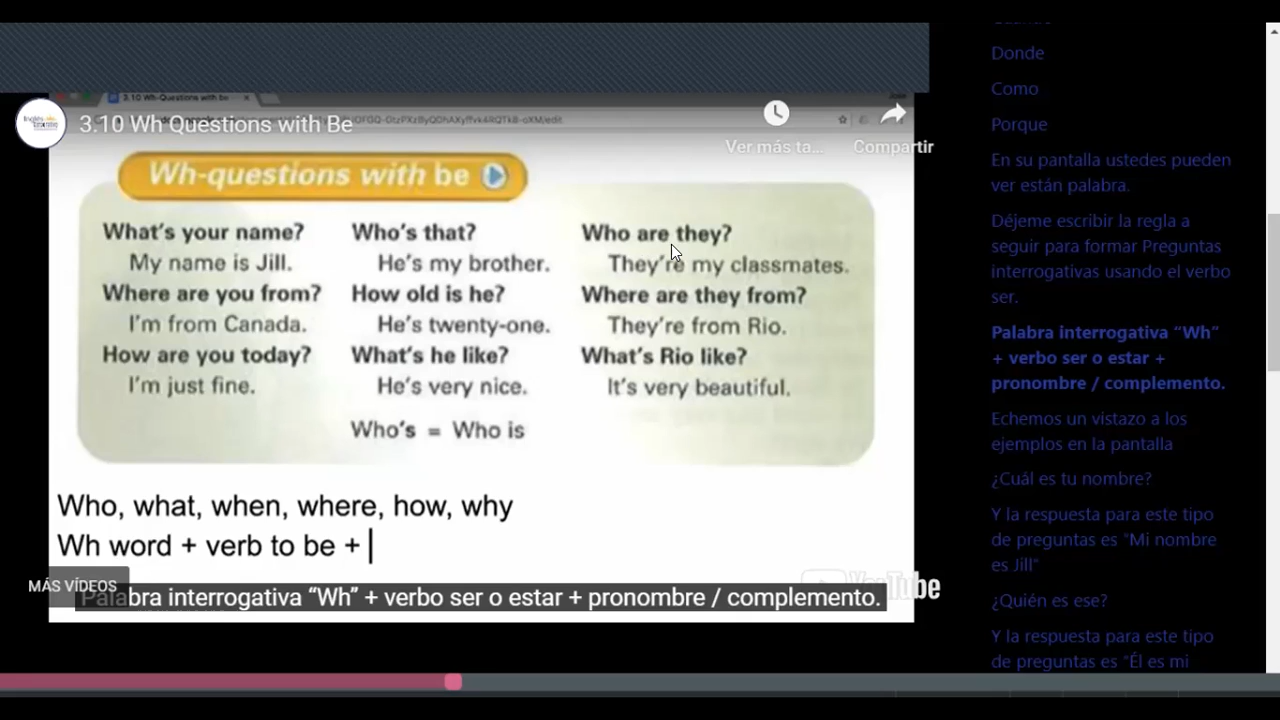 3.10 Wh-Questions with be
3.10 Wh Questions with Be
Ver más ta...
Compartir
Wh-questions with be
What's your name?
My name is Jill.
Where are you from?
I'm from Canada.
How are you today?
I'm just fine.
Who's that?
He's my brother.
How old is he?
He's twenty-one.
What's he like?
He's very nice.
Who's = Who is
Who are they?
They're my classmates.
Where are they from?
They're from Rio.
What's Rio like?
It's very beautiful.
Who, what, when, where, how, why
Wh word + verb to be +
MÁS VÍDEOS
YouTube
Palabra interrogativa “Wh” + verbo ser o estar + pronombre / complemento.
Donde
Como
Porque
En su pantalla ustedes pueden
ver están palabra.
Déjeme escribir la regla a
seguir para formar Preguntas
interrogativas usando el verbo
ser.
Palabra interrogativa “Wh”
+ verbo ser o estar +
pronombre / complemento.
Echemos un vistazo a los
ejemplos en la pantalla
¿Cuál es tu nombre?
Y la respuesta para este tipo
de preguntas es “Mi nombre
es Jill”
¿Quién es ese?
Y la respuesta para este tipo
de preguntas es “Él es mi